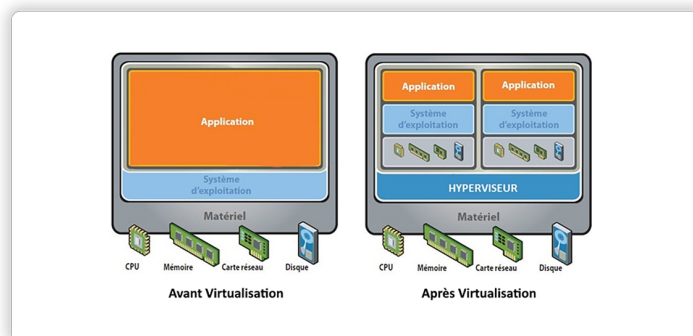 Application
Système
d'exploitation
Matériel
CPU
Mémoire
Carte réseau
Disque
Avant Virtualisation
Application
Application
Système
d'exploitation
Système
d'exploitation
HYPERVISEUR
Matériel
CPU
Mémoire
Carte réseau
Disque
Après Virtualisation